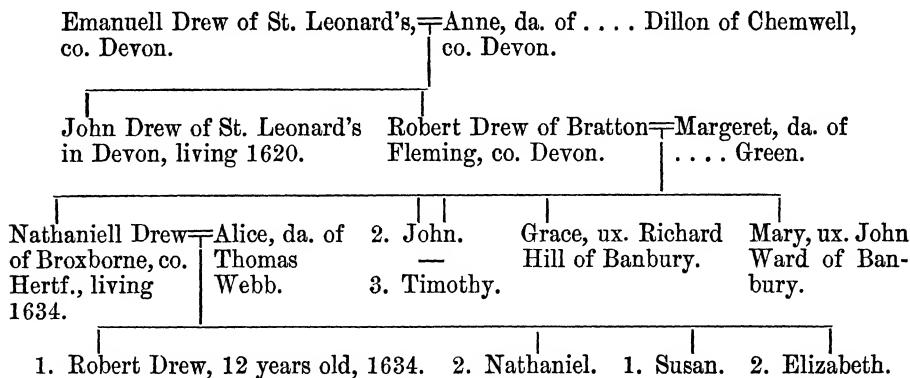 Emanuell Drew of St. Leonard's, co. Devon.
Anne, da. of . . . . Dillon of Chemwell, co. Devon.
John Drew of St. Leonard's
in Devon, living 1620.
Robert Drew of Bratton
Fleming, co. Devon.
Margeret, da. of
. . . . Green.
Nathaniell Drew
of Broxborne, co.
Hertf., living
1634.
Alice, da. of
Thomas
Webb.
2. John.
—
3. Timothy.
Grace, ux. Richard
Hill of Banbury.
Mary, ux. John
Ward of Ban-
bury.
1. Robert Drew, 12 years old, 1634. 2. Nathaniel. 1. Susan. 2. Elizabeth.